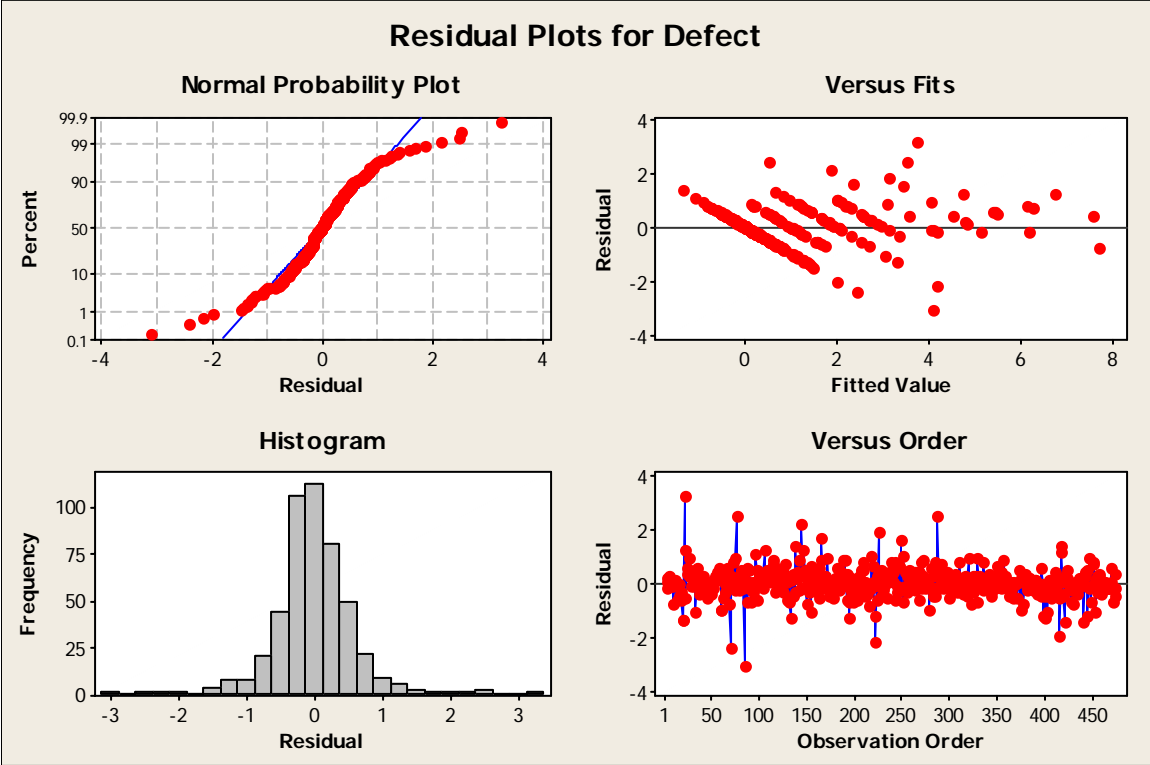 Residual Plots for Defect
Normal Probability Plot
Percent
99.9
99
90
50
10
1
0.1
-4 -2 0 2 4
Residual
Versus Fits
Residual
4
2
0
-2
-4
0 2 4 6 8
Fitted Value
Histogram
Frequency
100
75
50
25
0
-3 -2 -1 0 1 2 3
Residual
Versus Order
Residual
4
2
0
-2
-4
1 50 100 150 200 250 300 350 400 450
Observation Order